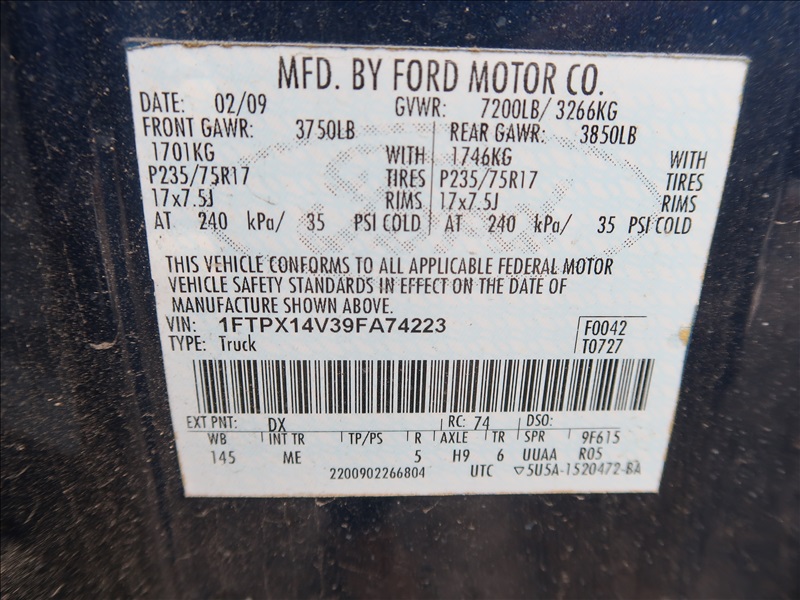 MFD. BY FORD MOTOR CO.
DATE: 02/09 GVWR: 7200LB/ 3266KG
FRONT GAWR: 3750LB REAR GAWR: 3850LB
1701KG WITH 1746KG WITH
P235/75R17 TIRES P235/75R17 TIRES
17x7.5J RIMS 17x7.5J RIMS
AT 240 kPa/ 35 PSI COLD AT 240 kPa/ 35 PSI COLD
THIS VEHICLE CONFORMS TO ALL APPLICABLE FEDERAL MOTOR
VEHICLE SAFETY STANDARDS IN EFFECT ON THE DATE OF
MANUFACTURE SHOWN ABOVE.
VIN: 1FTPX14V39FA74223 F0042
TYPE: Truck T0727
EXT PNT: DX RC: 74 DSO:
WB INT TR TP/PS R AXLE TR SPR 9F615
145 ME 5 H9 6 UUAA R05
2200902266804 UTC ▽5U5A-1520472-BA